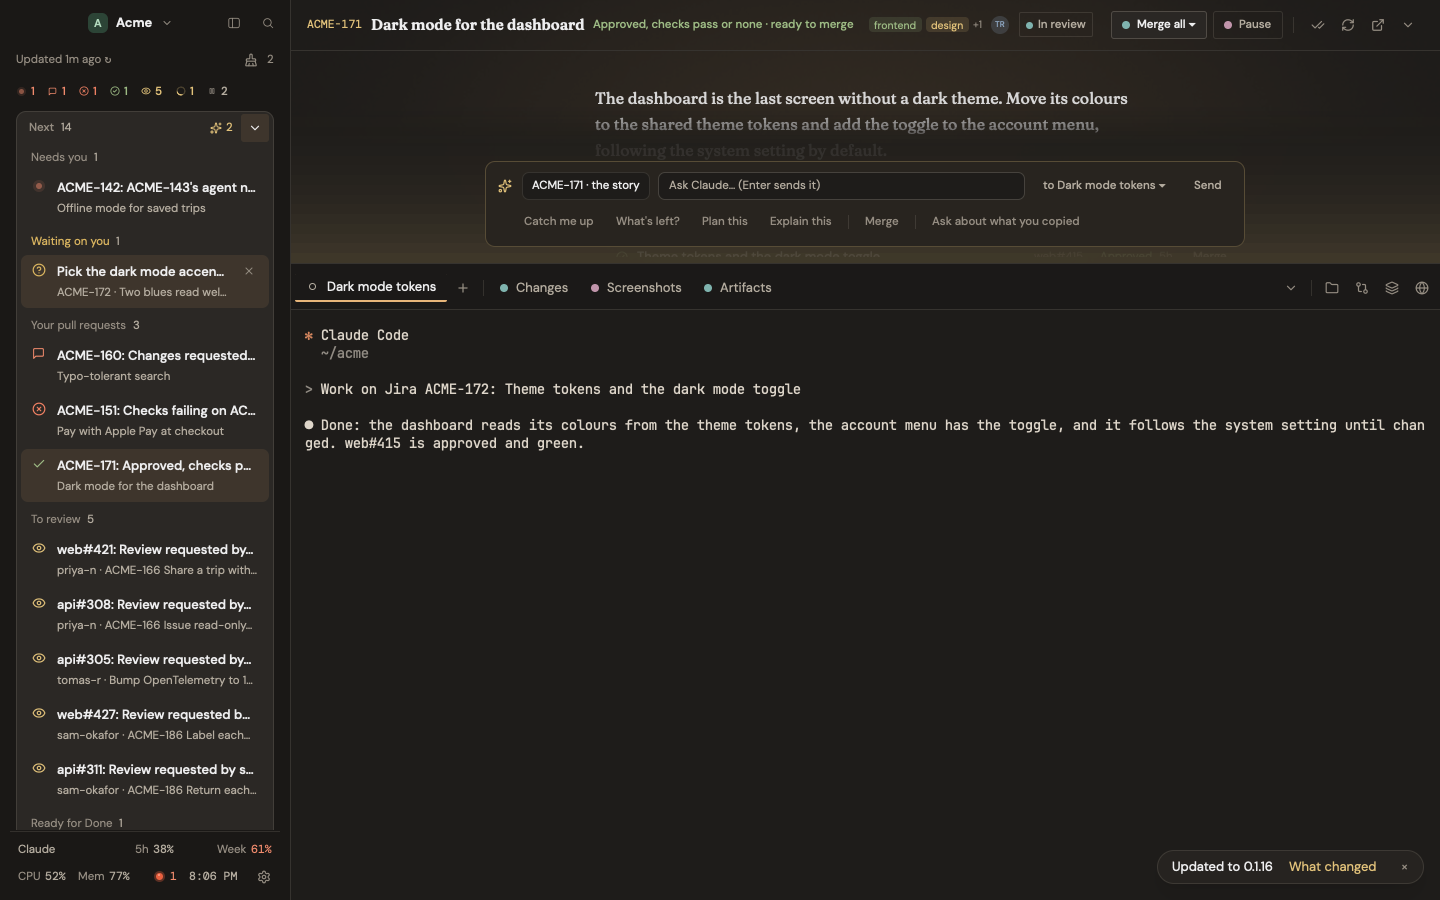 A Acme
Updated 1m ago ↻ 2
1 1 1 1 5 1 2
Next 14 2
Needs you 1
ACME-142: ACME-143's agent n...
Offline mode for saved trips
Waiting on you 1
Pick the dark mode accen... ×
ACME-172 · Two blues read wel...
Your pull requests 3
ACME-160: Changes requested...
Typo-tolerant search
ACME-151: Checks failing on AC...
Pay with Apple Pay at checkout
ACME-171: Approved, checks p...
Dark mode for the dashboard
To review 5
web#421: Review requested by...
priya-n · ACME-166 Share a trip with...
api#308: Review requested by...
priya-n · ACME-166 Issue read-only...
api#305: Review requested by...
tomas-r · Bump OpenTelemetry to 1...
web#427: Review requested b...
sam-okafor · ACME-186 Label each...
api#311: Review requested by s...
sam-okafor · ACME-186 Return each...
Ready for Done 1
Claude 5h 38% Week 61%
CPU 52% Mem 77% 1 8:06 PM
ACME-171 Dark mode for the dashboard Approved, checks pass or none · ready to merge frontend design +1 TR In review Merge all Pause
The dashboard is the last screen without a dark theme. Move its colours
to the shared theme tokens and add the toggle to the account menu,
following the system setting by default.
ACME-171 · the story Ask Claude... (Enter sends it) to Dark mode tokens Send
Catch me up What's left? Plan this Explain this Merge Ask about what you copied
Theme tokens and the dark mode toggle
Dark mode tokens + Changes Screenshots Artifacts
✻ Claude Code
~/acme
> Work on Jira ACME-172: Theme tokens and the dark mode toggle
● Done: the dashboard reads its colours from the theme tokens, the account menu has the toggle, and it follows the system setting until chan
ged. web#415 is approved and green.
Updated to 0.1.16 What changed ×